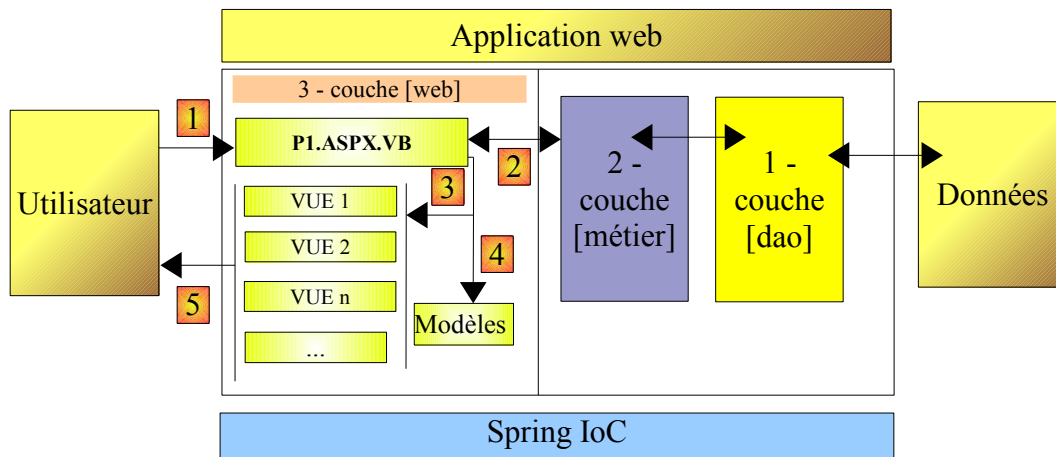 Application web
3 - couche [web]
1
P1.ASPX.VB
2
Utilisateur
VUE 1
3
VUE 2
4
5
VUE n
Modèles
...
2 -
couche
[métier]
1 -
couche
[dao]
Données
Spring IoC